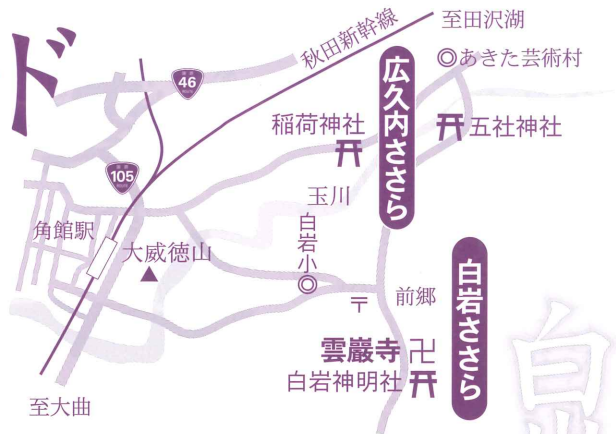 ド
秋田新幹線
至田沢湖
あきた芸術村
46
広久内ささら
稲荷神社
五社神社
105
玉川
角館駅
大威徳山
白岩小
〒
前郷
白岩ささら
雲巖寺
白岩神明社
至大曲
白